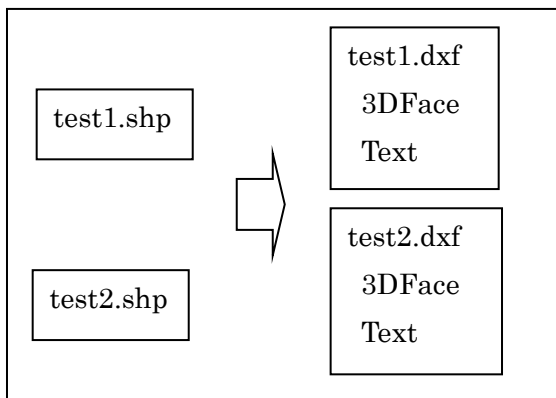 test1.shp
test2.shp
test1.dxf
3DFace
Text
test2.dxf
3DFace
Text